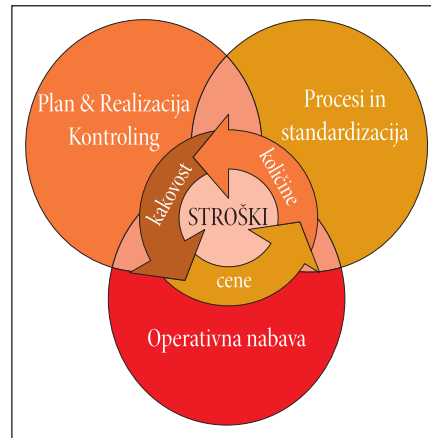 Plan & Realizacija
Kontroling
Procesi in
standardizacija
kakovost
količine
STROŠKI
cene
Operativna nabava